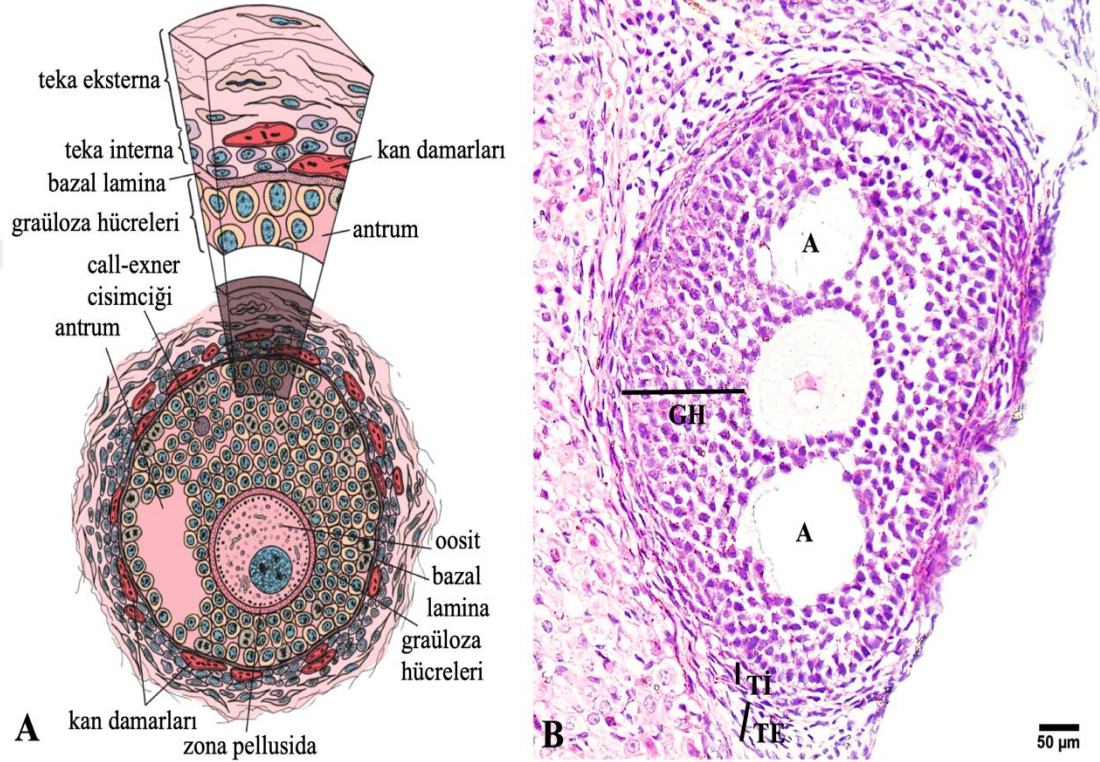 teka eksterna
teka interna
bazal lamina
graüloza hücreleri
kan damarları
antrum
call-exner
cisimciği
antrum
oosit
bazal
lamina
graüloza
hücreleri
kan damarları
zona pellusida
A
A
GH
A
Tİ
TE
B
50 µm